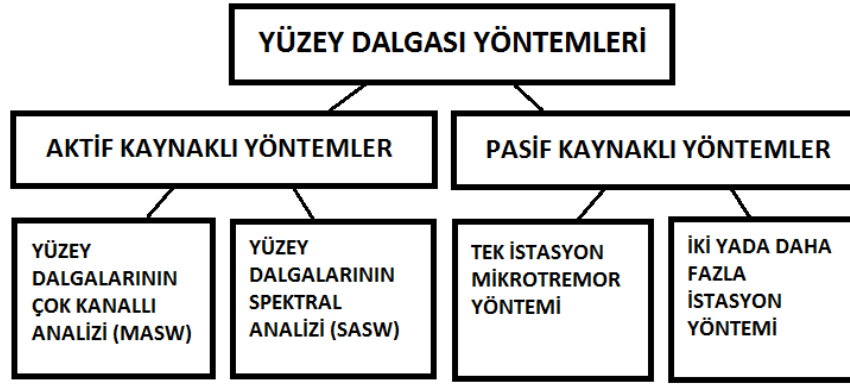 YÜZEY DALGASI YÖNTEMLERİ
AKTİF KAYNAKLI YÖNTEMLER
PASİF KAYNAKLI YÖNTEMLER
YÜZEY
DALGALARININ
ÇOK KANALLI
ANALİZİ (MASW)
YÜZEY
DALGALARININ
SPEKTRAL
ANALİZİ (SASW)
TEK İSTASYON
MİKROTREMOR
YÖNTEMİ
İKİ YADA DAHA
FAZLA
İSTASYON
YÖNTEMİ